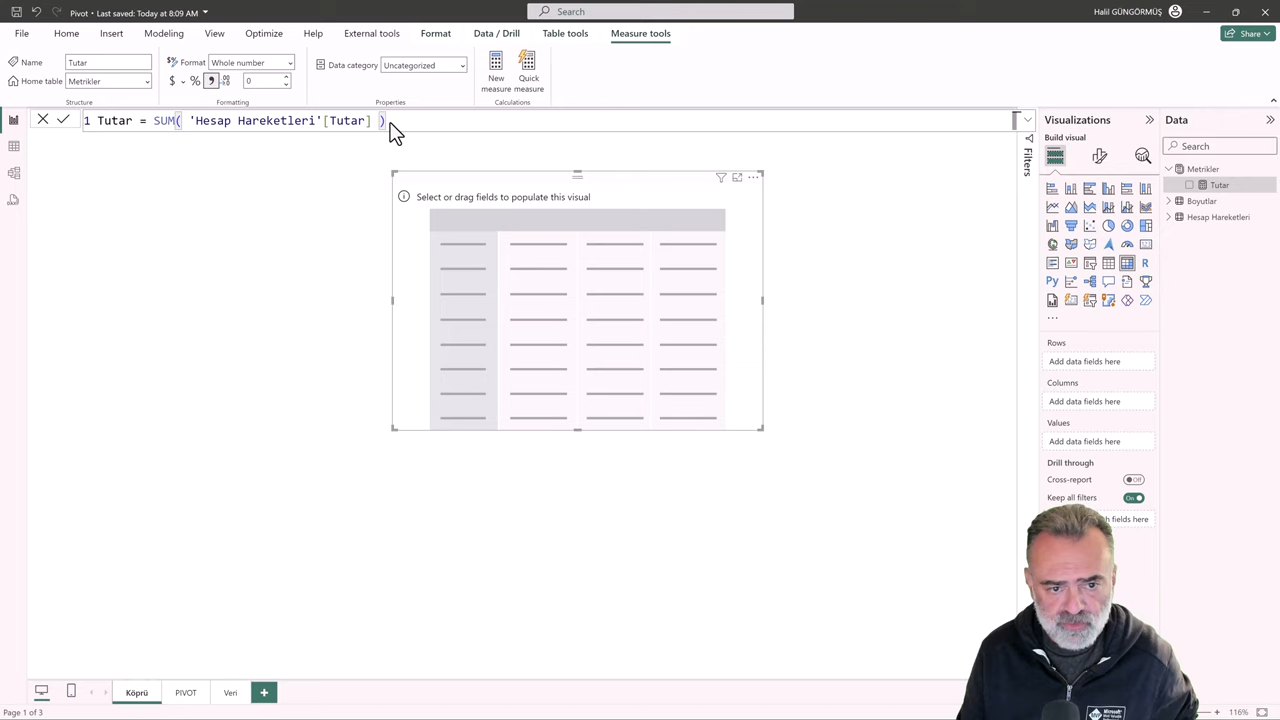 Pivot • Last saved: Today at 8:09 AM
Search
Halil GÜNGÖRMÜŞ
File Home Insert Modeling View Optimize Help External tools Format Data / Drill Table tools Measure tools
Share
Name Tutar
Home table Metrikler
Structure
Format Whole number
$ % 0
Formatting
Data category Uncategorized
Properties
New measure
Quick measure
Calculations
1 Tutar = SUM( 'Hesap Hareketleri'[Tutar] )
Select or drag fields to populate this visual
Filters
Visualizations
Build visual
R
Py
Rows
Add data fields here
Columns
Add data fields here
Values
Add data fields here
Drill through
Cross-report Off
Keep all filters On
fields here
Data
Search
Metrikler
Tutar
Boyutlar
Hesap Hareketleri
Microsoft
Köprü PIVOT Veri
Page 1 of 3
116%